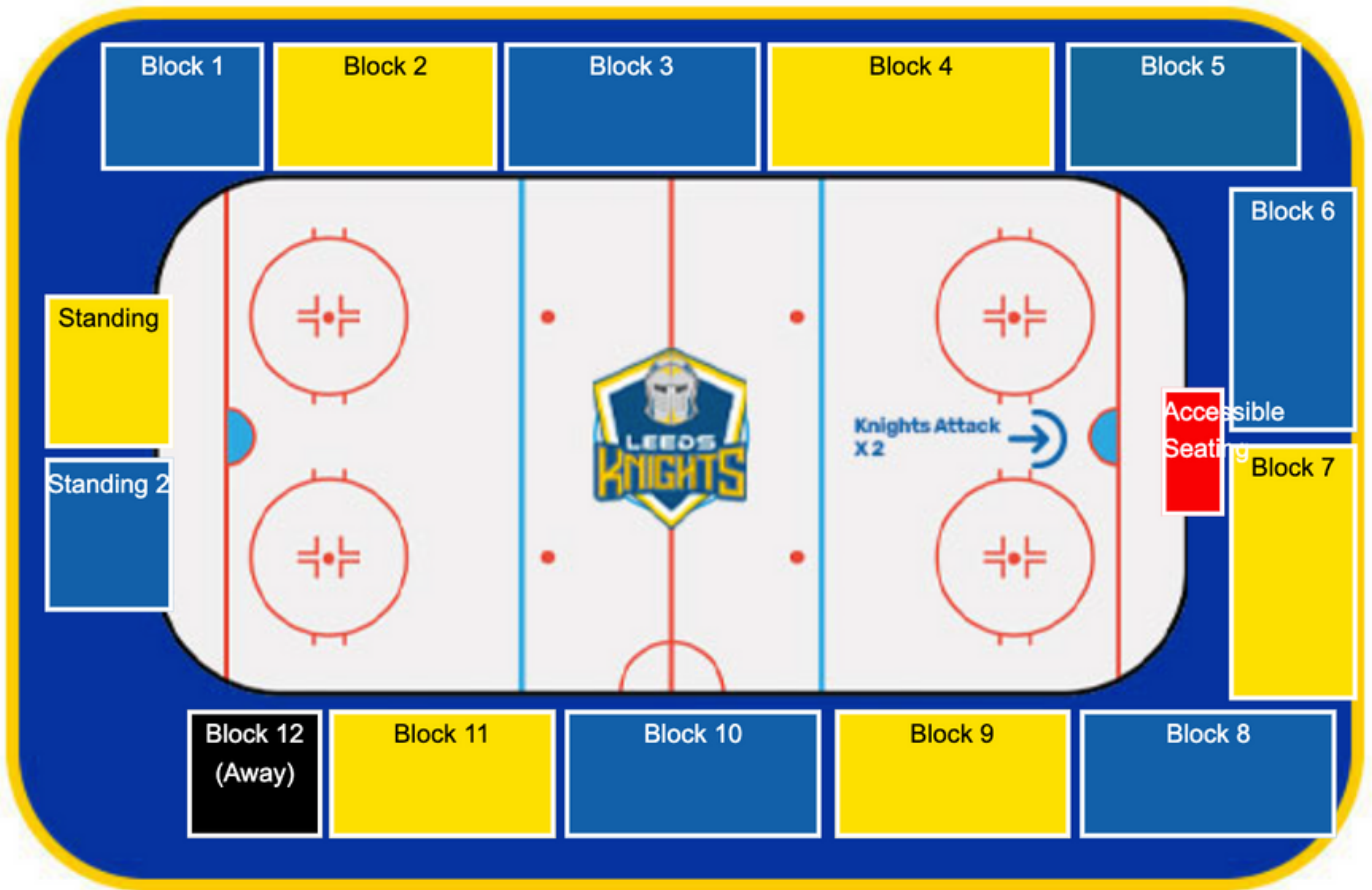 Block 1
Block 2
Block 3
Block 4
Block 5
Block 6
Standing
Accessible
Seating
Knights Attack
X2
LEEDS
KNIGHTS
Block 7
Standing 2
Block 12
(Away)
Block 11
Block 10
Block 9
Block 8